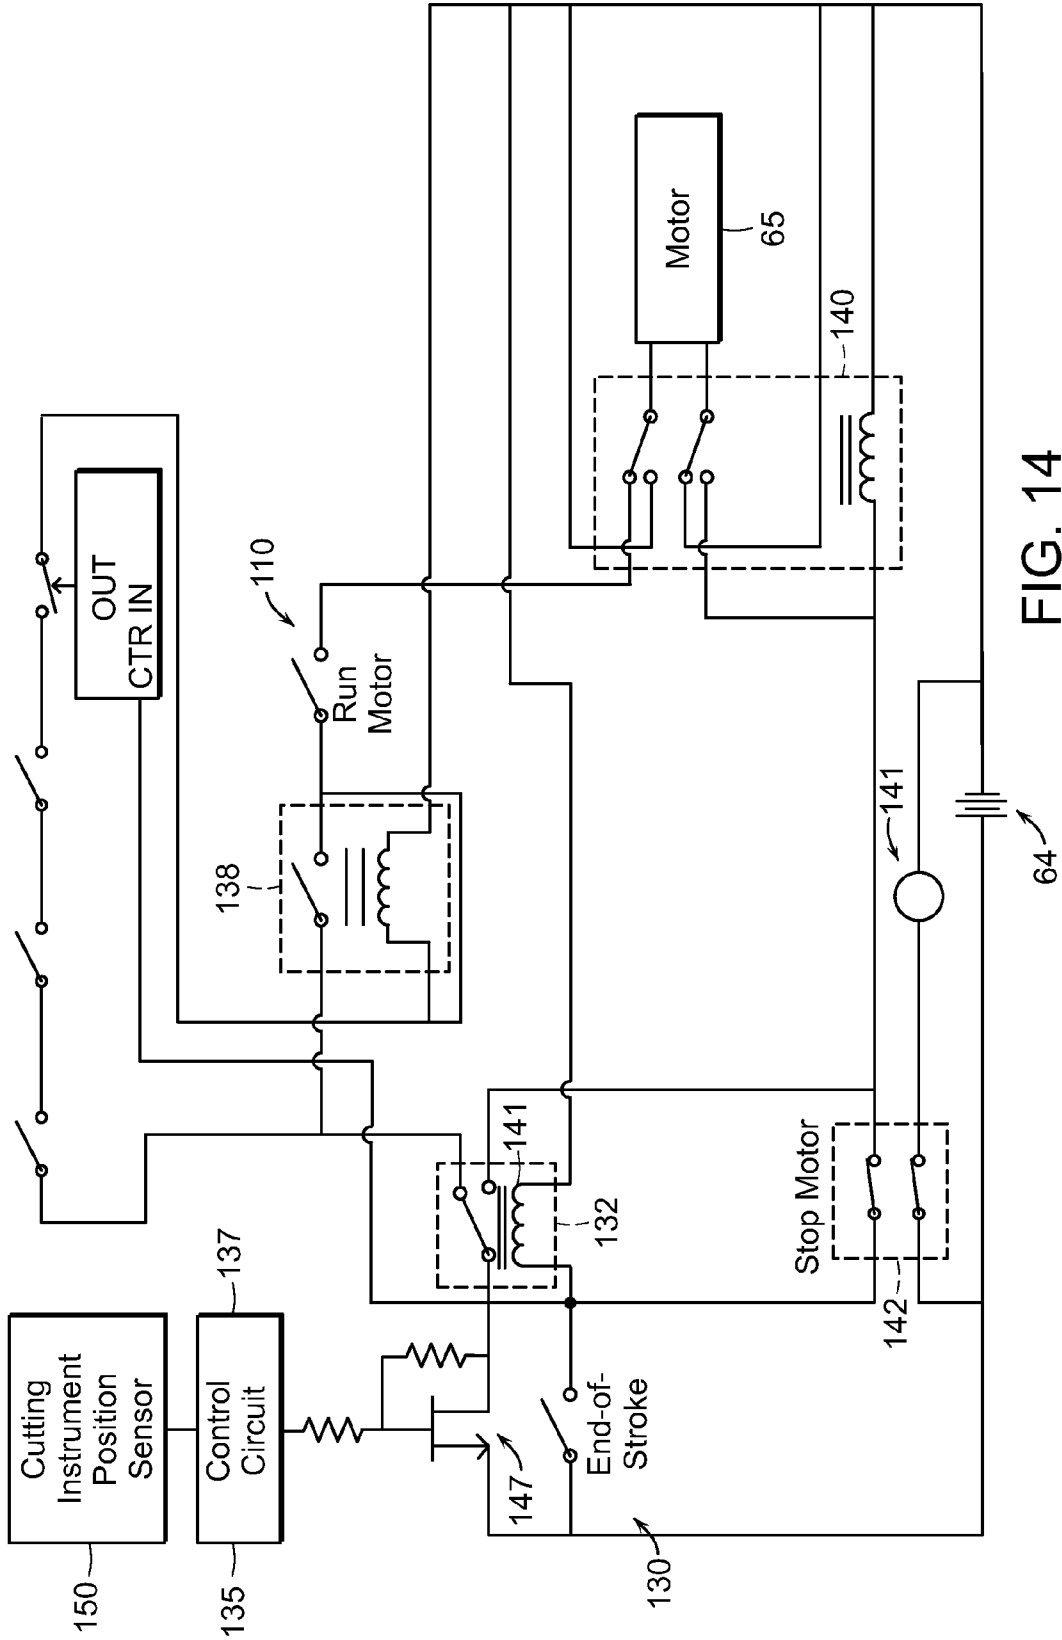 150
Cutting
Instrument
Position
Sensor
135
Control
Circuit
137
OUT
CTR IN
138
110
Run
Motor
147
141
132
End-of-
Stroke
130
Motor
65
140
Stop Motor
142
141
64
FIG. 14